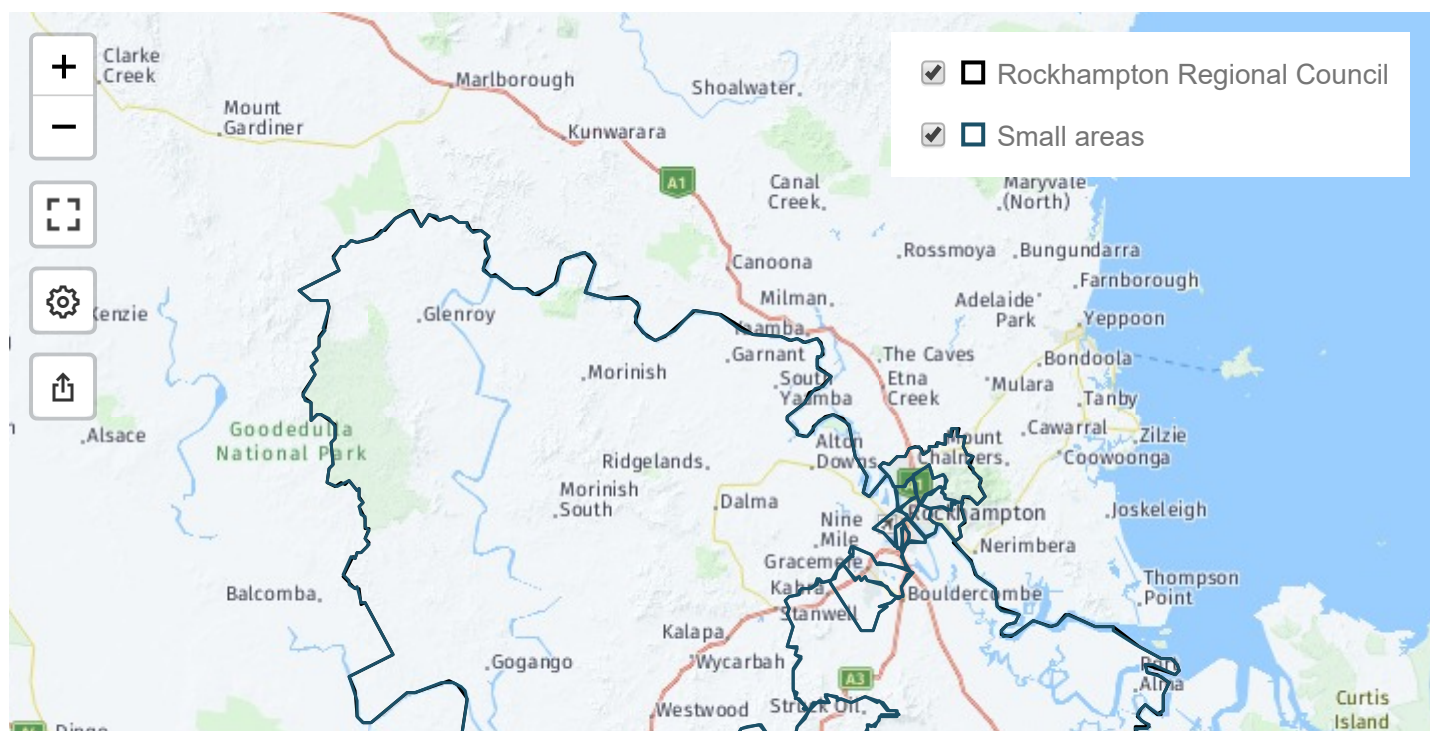 Clarke
Creek
Marlborough
Shoalwater
Rockhampton Regional Council
Small areas
Mount
Gardiner
Kunwarara
A1
Canal
Creek
Maryvale
(North)
Rossmoya
Bungundarra
Canoona
Farnborough
Milman
Adelaide
Park
Yeppoon
Kenzie
Glenroy
Yaamba
Garnant
The Caves
Bondoola
Morinish
South
Yaamba
Etna
Creek
Mulara
Tanby
Alsace
Goodedulla
National Park
Alton
Downs
Mount
Chalmers
Cawarral
Zilzie
Coowoonga
Ridgelands
Morinish
South
Dalma
Nine
Mile
Rockhampton
Joskeleigh
Nerimbera
Gracemere
Kabra
Stanwell
Bouldercombe
Thompson
Point
Balcomba
Kalapa
Gogango
Wycarbah
A3
Port
Alma
Westwood
Struck Oil
Curtis
Island
Dingo